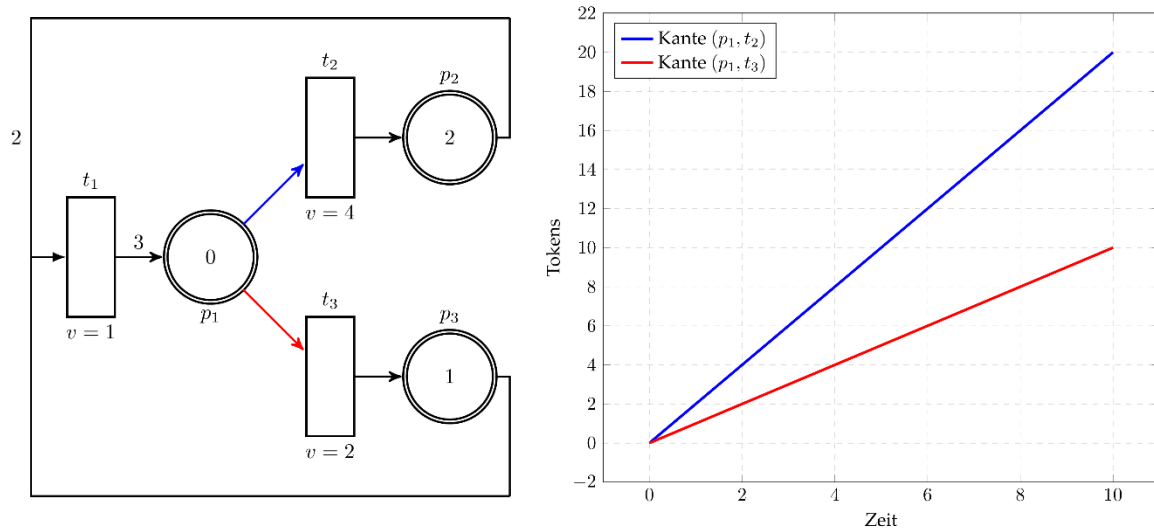 2
t₁
v = 1
3
0
p₁
t₂
v = 4
p₂
2
t₃
v = 2
p₃
1
Kante (p₁, t₂)
Kante (p₁, t₃)
Tokens
22
20
18
16
14
12
10
8
6
4
2
0
−2
0 2 4 6 8 10
Zeit